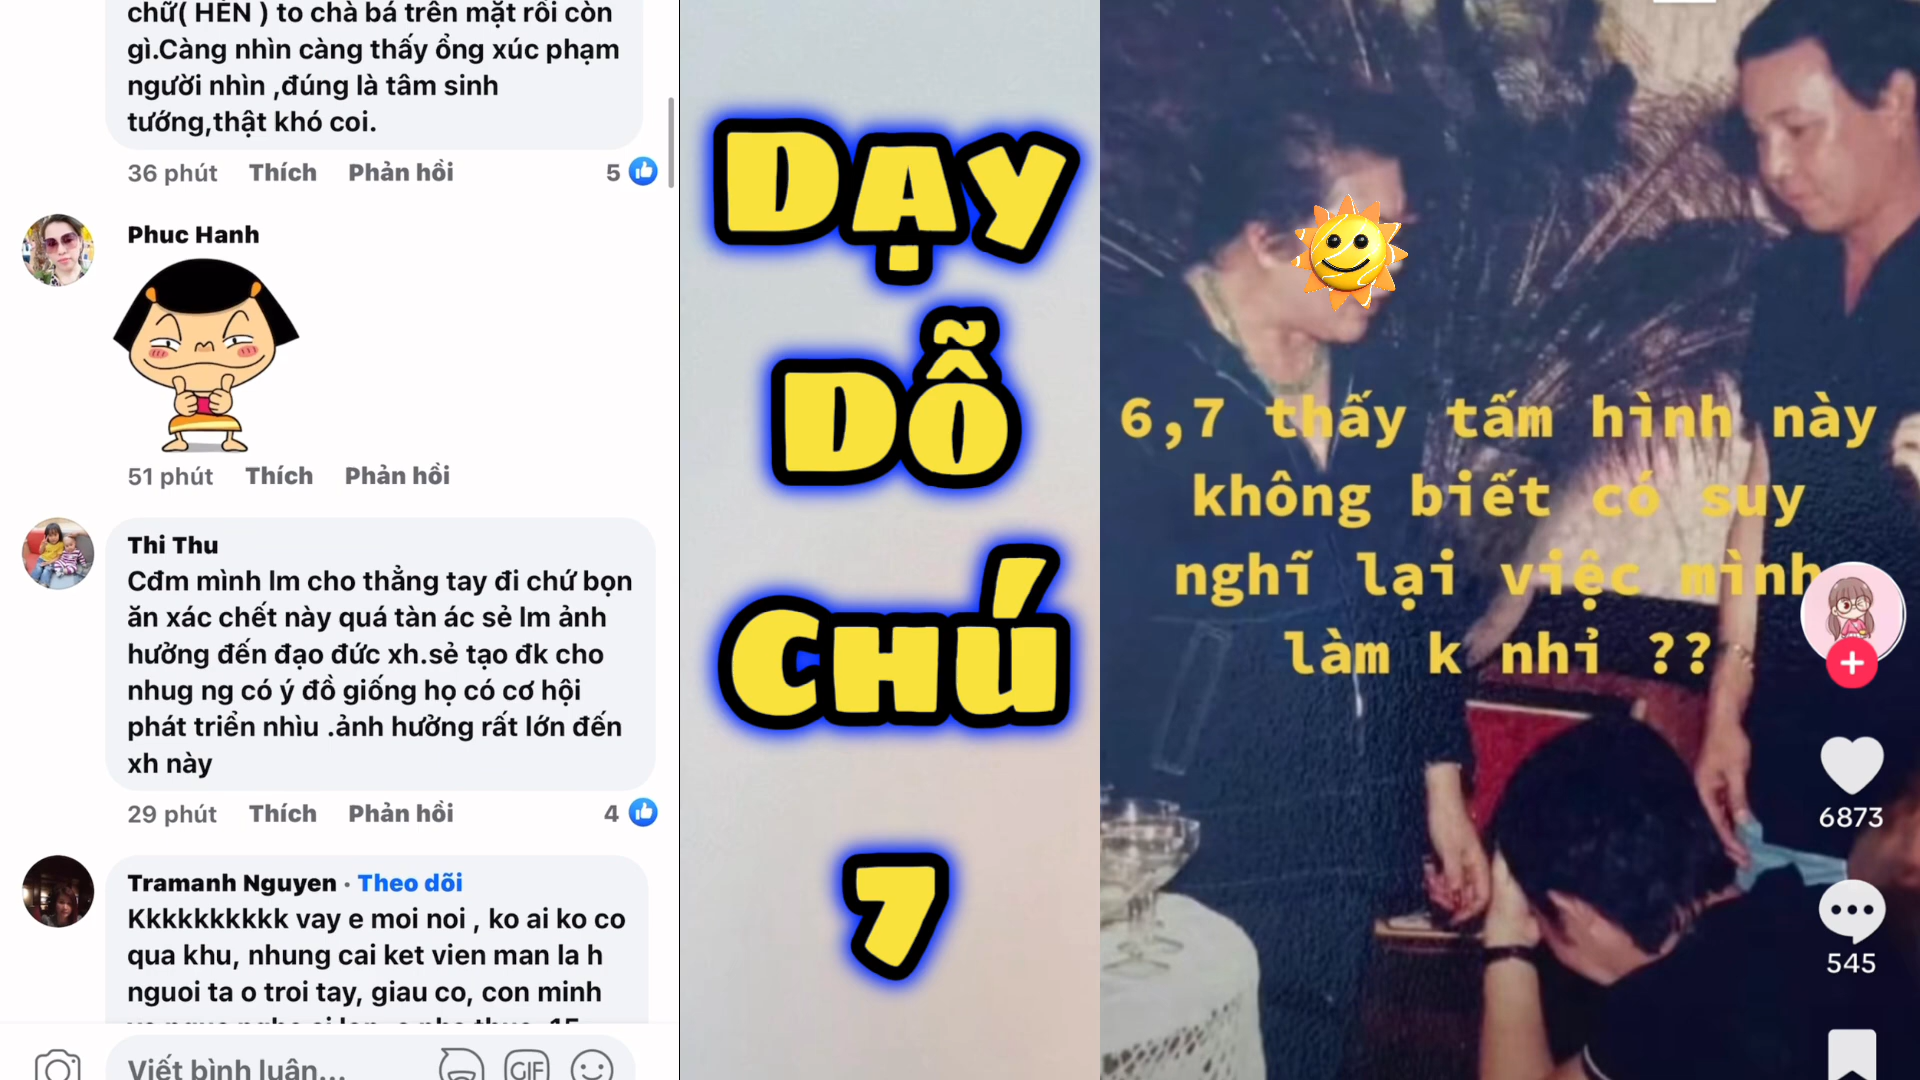 chữ( HÈN ) to chà bá trên mặt rồi còn
gì.Càng nhìn càng thấy ổng xúc phạm
người nhìn ,đúng là tâm sinh
tướng,thật khó coi.
36 phút Thích Phản hồi 5
Phuc Hanh
51 phút Thích Phản hồi
Thi Thu
Cđm mình lm cho thẳng tay đi chứ bọn
ăn xác chết này quá tàn ác sẻ lm ảnh
hưởng đến đạo đức xh.sẻ tạo đk cho
nhug ng có ý đồ giống họ có cơ hội
phát triển nhìu .ảnh hưởng rất lớn đến
xh này
29 phút Thích Phản hồi 4
Tramanh Nguyen · Theo dõi
Kkkkkkkkkk vay e moi noi , ko ai ko co
qua khu, nhung cai ket vien man la h
nguoi ta o troi tay, giau co, con minh
Viết bình luận...
GIF
DẠY
DỖ
CHÚ
7
6,7 thấy tấm hình này
không biết có suy
nghĩ lại việc mình
làm k nhỉ ??
6873
545